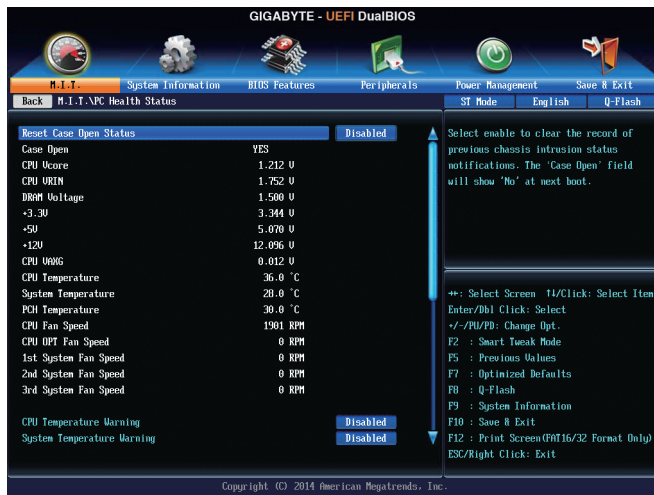 GIGABYTE - UEFI DualBIOS
M.I.T. System Information BIOS Features Peripherals Power Management Save & Exit
Back M.I.T.\PC Health Status ST Mode English Q-Flash
Reset Case Open Status Disabled
Case Open YES
CPU Vcore 1.212 V
CPU VRIN 1.752 V
DRAM Voltage 1.500 V
+3.3V 3.344 V
+5V 5.070 V
+12V 12.096 V
CPU VAXG 0.012 V
CPU Temperature 36.0 °C
System Temperature 28.0 °C
PCH Temperature 30.0 °C
CPU Fan Speed 1901 RPM
CPU OPT Fan Speed 0 RPM
1st System Fan Speed 0 RPM
2nd System Fan Speed 0 RPM
3rd System Fan Speed 0 RPM
CPU Temperature Warning Disabled
System Temperature Warning Disabled
Select enable to clear the record of
previous chassis intrusion status
notifications. The 'Case Open' field
will show 'No' at next boot.
↔: Select Screen ↑↓/Click: Select Item
Enter/Dbl Click: Select
+/-/PU/PD: Change Opt.
F2 : Smart Tweak Mode
F5 : Previous Values
F7 : Optimized Defaults
F8 : Q-Flash
F9 : System Information
F10 : Save & Exit
F12 : Print Screen(FAT16/32 Format Only)
ESC/Right Click: Exit
Copyright (C) 2014 American Megatrends, Inc.